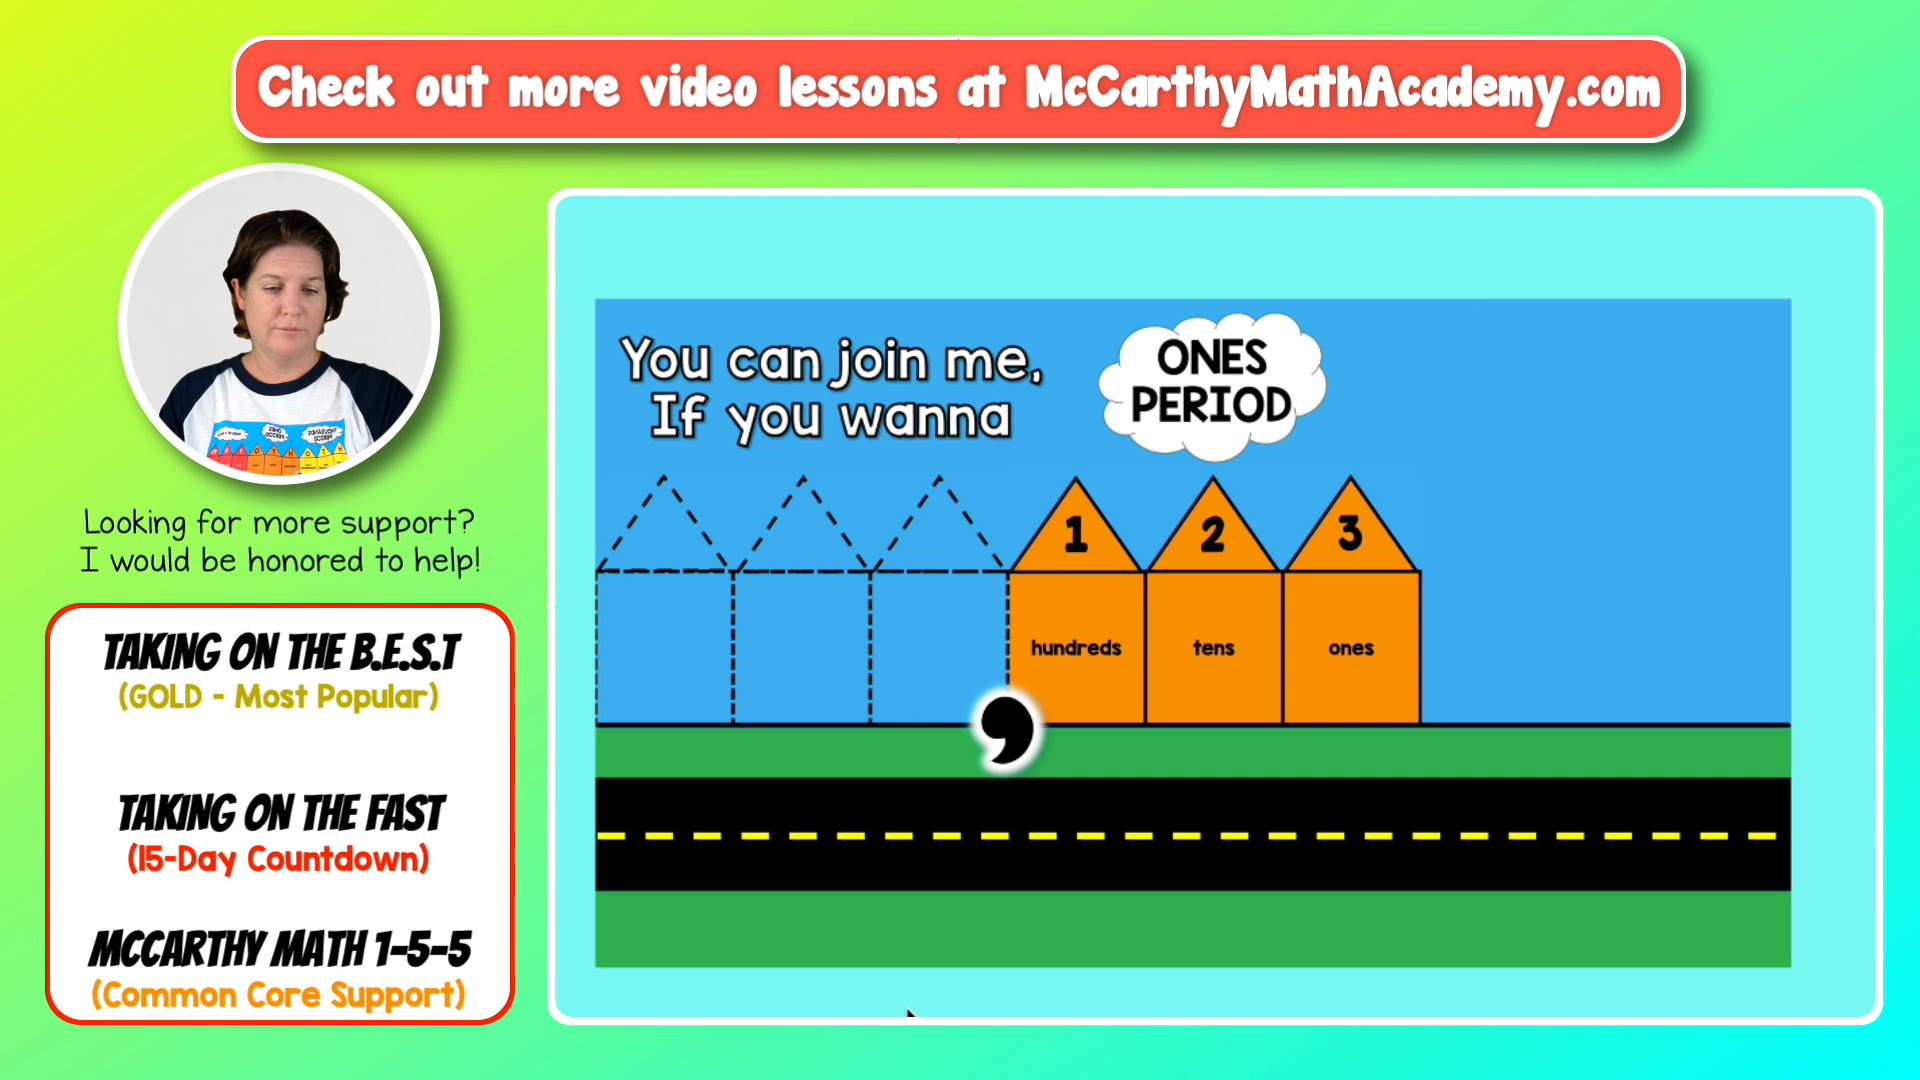 Check out more video lessons at McCarthyMathAcademy.com
Looking for more support?
I would be honored to help!
TAKING ON THE B.E.S.T
(GOLD - Most Popular)
TAKING ON THE FAST
(15-Day Countdown)
MCCARTHY MATH 1-5-5
(Common Core Support)
You can join me,
If you wanna
ONES
PERIOD
1 2 3
hundreds tens ones
,